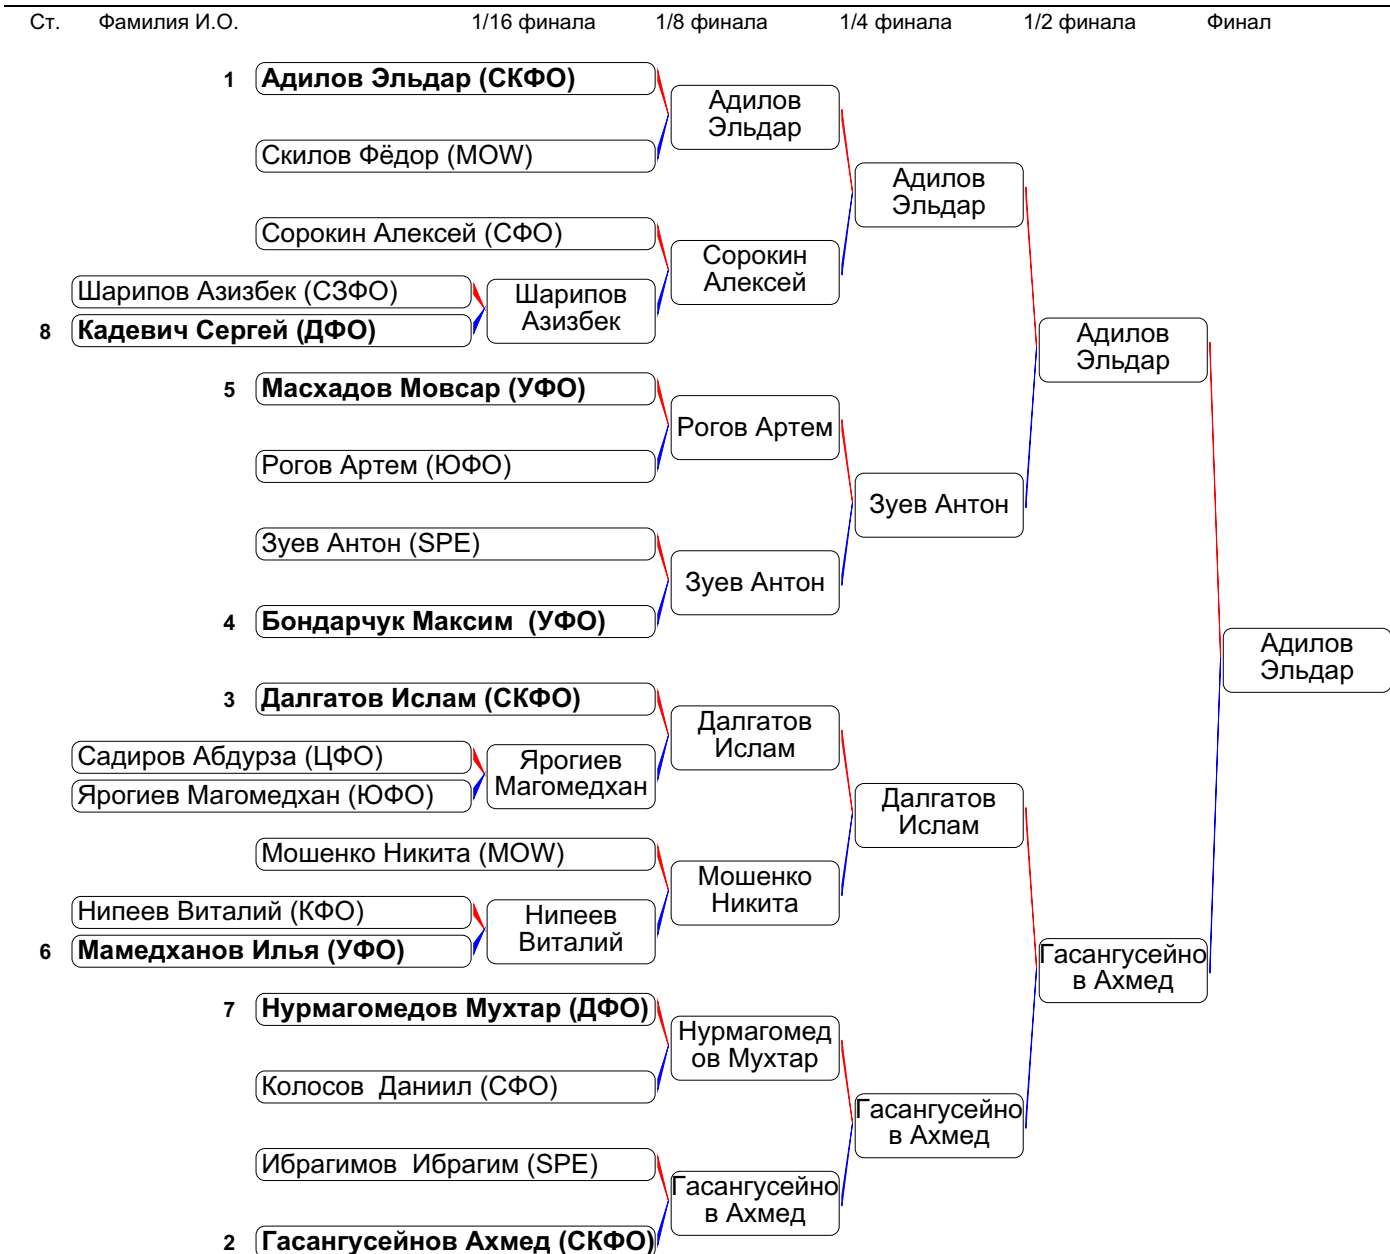 Ст. Фамилия И.О. 1/16 финала 1/8 финала 1/4 финала 1/2 финала Финал
1 Адилов Эльдар (СКФО)
Адилов
Эльдар
Скилов Фёдор (MOW)
Адилов
Эльдар
Сорокин Алексей (СФО)
Сорокин
Алексей
Шарипов Азизбек (СЗФО)
Шарипов
Азизбек
8 Кадевич Сергей (ДФО)
Адилов
Эльдар
5 Масхадов Мовсар (УФО)
Рогов Артем
Рогов Артем (ЮФО)
Зуев Антон
Зуев Антон (SPE)
Зуев Антон
4 Бондарчук Максим (УФО)
Адилов
Эльдар
3 Далгатов Ислам (СКФО)
Далгатов
Ислам
Садиров Абдурза (ЦФО)
Ярогиев
Магомедхан
Ярогиев Магомедхан (ЮФО)
Далгатов
Ислам
Мошенко Никита (MOW)
Мошенко
Никита
Нипеев Виталий (КФО)
Нипеев
Виталий
6 Мамедханов Илья (УФО)
Гасангусейно
в Ахмед
7 Нурмагомедов Мухтар (ДФО)
Нурмагомед
ов Мухтар
Колосов Даниил (СФО)
Гасангусейно
в Ахмед
Ибрагимов Ибрагим (SPE)
Гасангусейно
в Ахмед
2 Гасангусейнов Ахмед (СКФО)